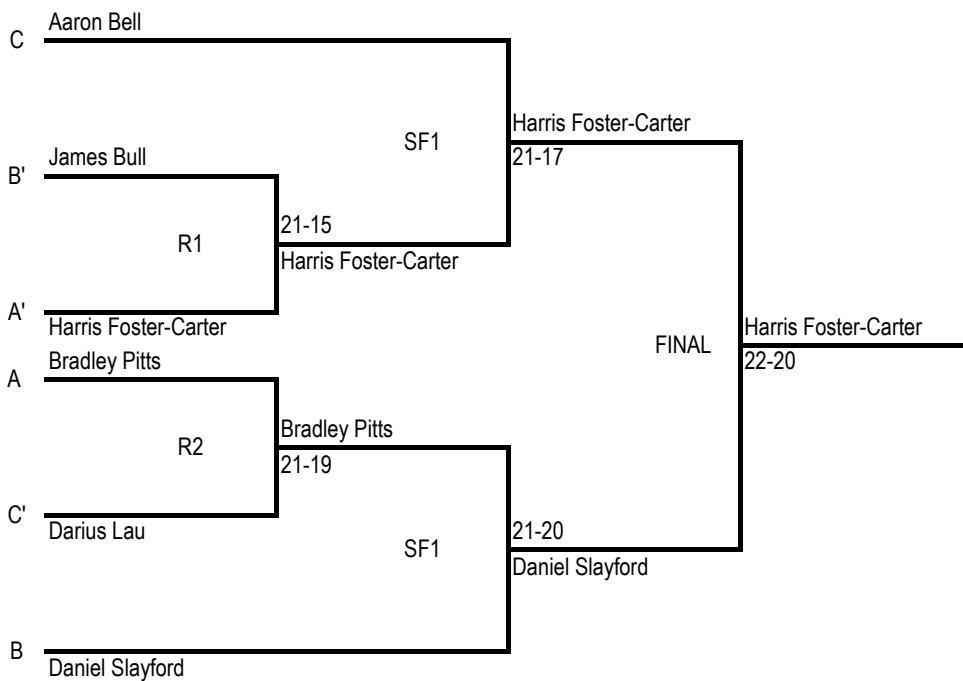 Aaron Bell
C
Harris Foster-Carter
SF1
21-17
James Bull
B'
21-15
R1
Harris Foster-Carter
A'
Harris Foster-Carter
Harris Foster-Carter
FINAL
22-20
Bradley Pitts
A
Bradley Pitts
R2
21-19
C'
Darius Lau
21-20
SF1
Daniel Slayford
B
Daniel Slayford